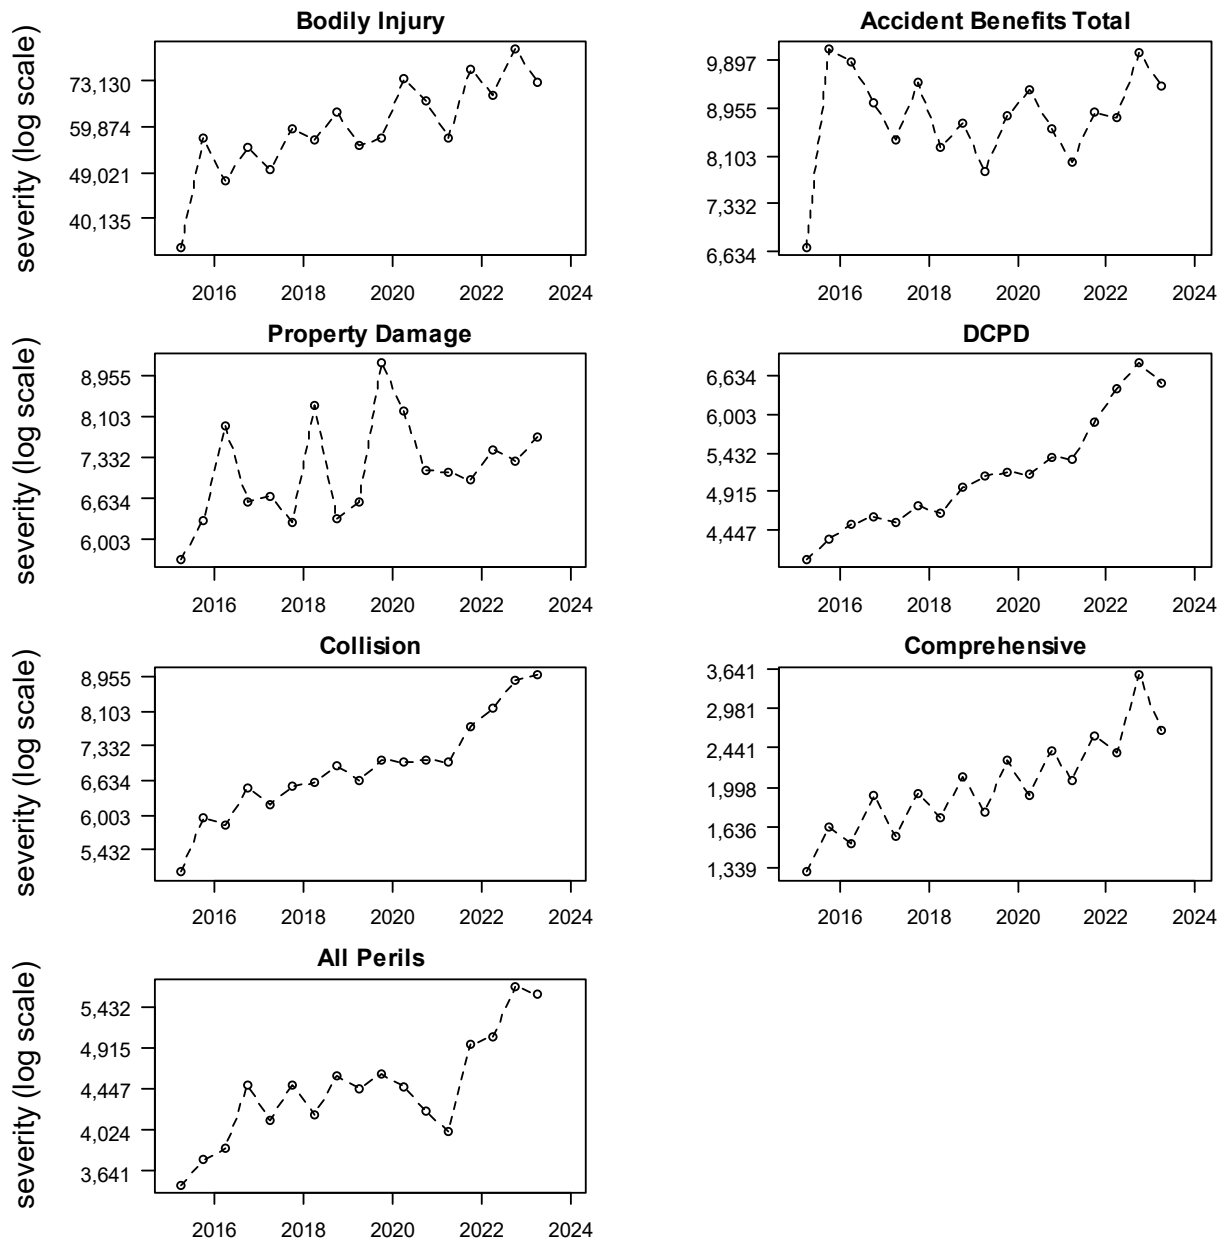 Bodily Injury
severity (log scale)
73,130
59,874
49,021
40,135
2016 2018 2020 2022 2024
Accident Benefits Total
9,897
8,955
8,103
7,332
6,634
2016 2018 2020 2022 2024
Property Damage
severity (log scale)
8,955
8,103
7,332
6,634
6,003
2016 2018 2020 2022 2024
DCPD
6,634
6,003
5,432
4,915
4,447
2016 2018 2020 2022 2024
Collision
severity (log scale)
8,955
8,103
7,332
6,634
6,003
5,432
2016 2018 2020 2022 2024
Comprehensive
3,641
2,981
2,441
1,998
1,636
1,339
2016 2018 2020 2022 2024
All Perils
severity (log scale)
5,432
4,915
4,447
4,024
3,641
2016 2018 2020 2022 2024